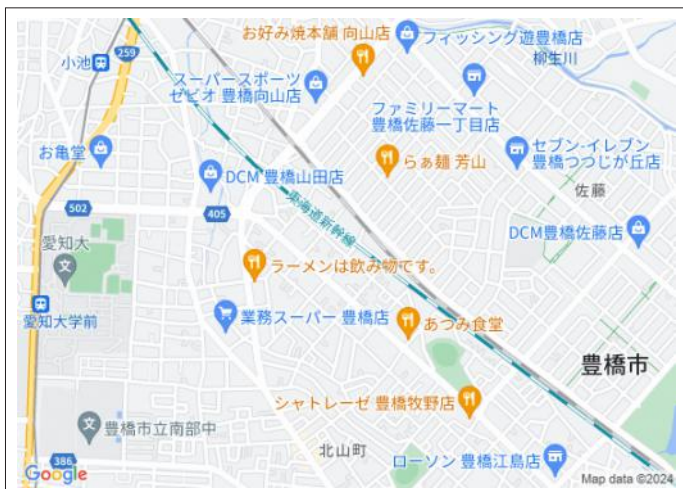 お好み焼本舗 向山店
フィッシング遊豊橋店
柳生川
259
小池
スーパースポーツ
ゼビオ 豊橋向山店
ファミリーマート
豊橋佐藤一丁目店
お亀堂
セブン-イレブン
豊橋つつじが丘店
らぁ麺 芳山
DCM 豊橋山田店
佐藤
502
405
東海道新幹線
DCM豊橋佐藤店
愛知大
ラーメンは飲み物です。
愛知大学前
業務スーパー 豊橋店
あつみ食堂
豊橋市
シャトレーゼ 豊橋牧野店
豊橋市立南部中
北山町
386
ローソン 豊橋江島店
Google
Map data ©2024